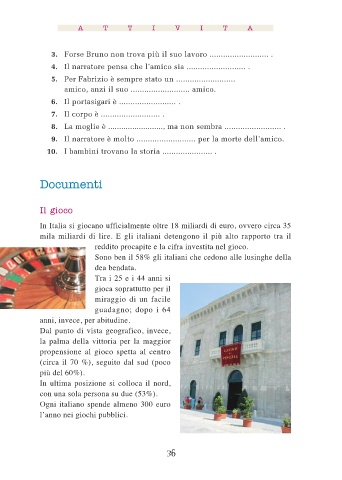 A T T I V I T A
3. Forse Bruno non trova più il suo lavoro .......................... .
4. Il narratore pensa che l'amico sia .......................... .
5. Per Fabrizio è sempre stato un ..........................
amico, anzi il suo .......................... amico.
6. Il portasigari è ......................... .
7. Il corpo è .......................... .
8. La moglie è ........................., ma non sembra ......................... .
9. Il narratore è molto .......................... per la morte dell'amico.
10. I bambini trovano la storia ...................... .
Documenti
Il gioco
In Italia si giocano ufficialmente oltre 18 miliardi di euro, ovvero circa 35
mila miliardi di lire. E gli italiani detengono il più alto rapporto tra il
reddito procapite e la cifra investita nel gioco.
Sono ben il 58% gli italiani che cedono alle lusinghe della
dea bendata.
Tra i 25 e i 44 anni si
gioca soprattutto per il
miraggio di un facile
guadagno; dopo i 64
anni, invece, per abitudine.
Dal punto di vista geografico, invece,
la palma della vittoria per la maggior
propensione al gioco spetta al centro
(circa il 70 %), seguito dal sud (poco
più del 60%).
In ultima posizione si colloca il nord,
con una sola persona su due (53%).
Ogni italiano spende almeno 300 euro
l'anno nei giochi pubblici.
36